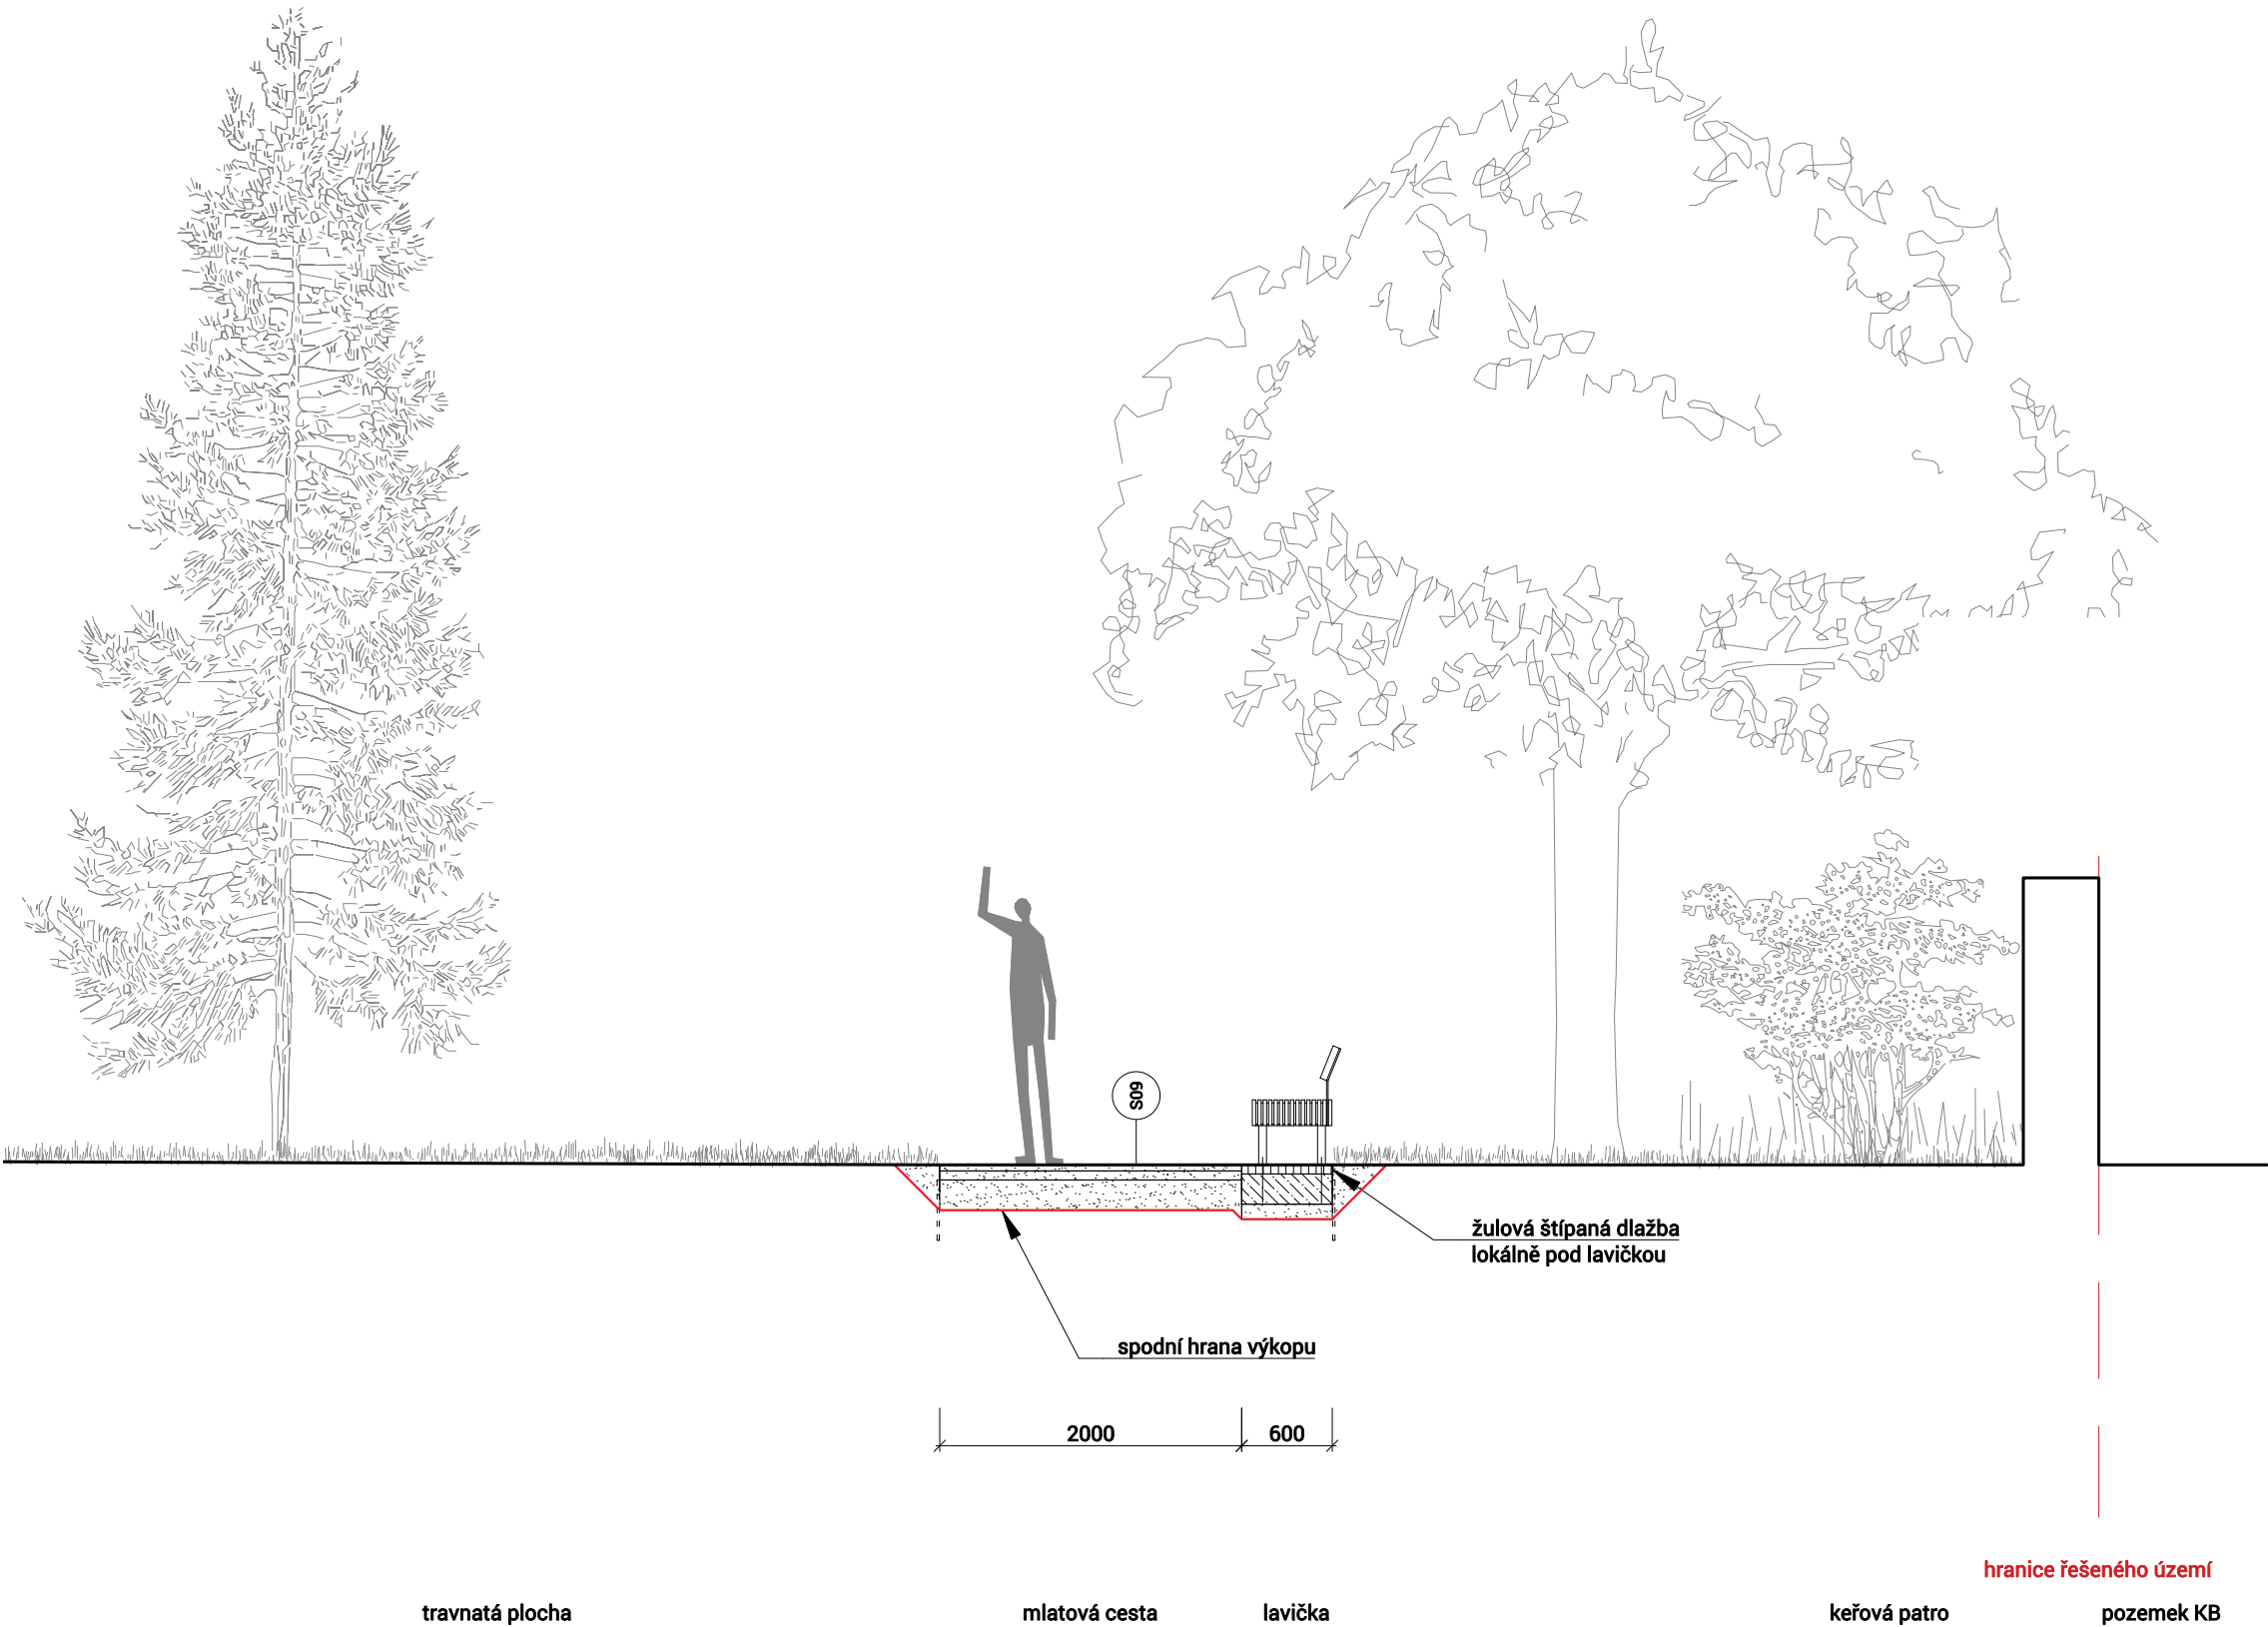 S09
žulová štípaná dlažba
lokálně pod lavičkou
spodní hrana výkopu
2000
600
hranice řešeného území
travnatá plocha
mlatová cesta
lavička
keřová patro
pozemek KB